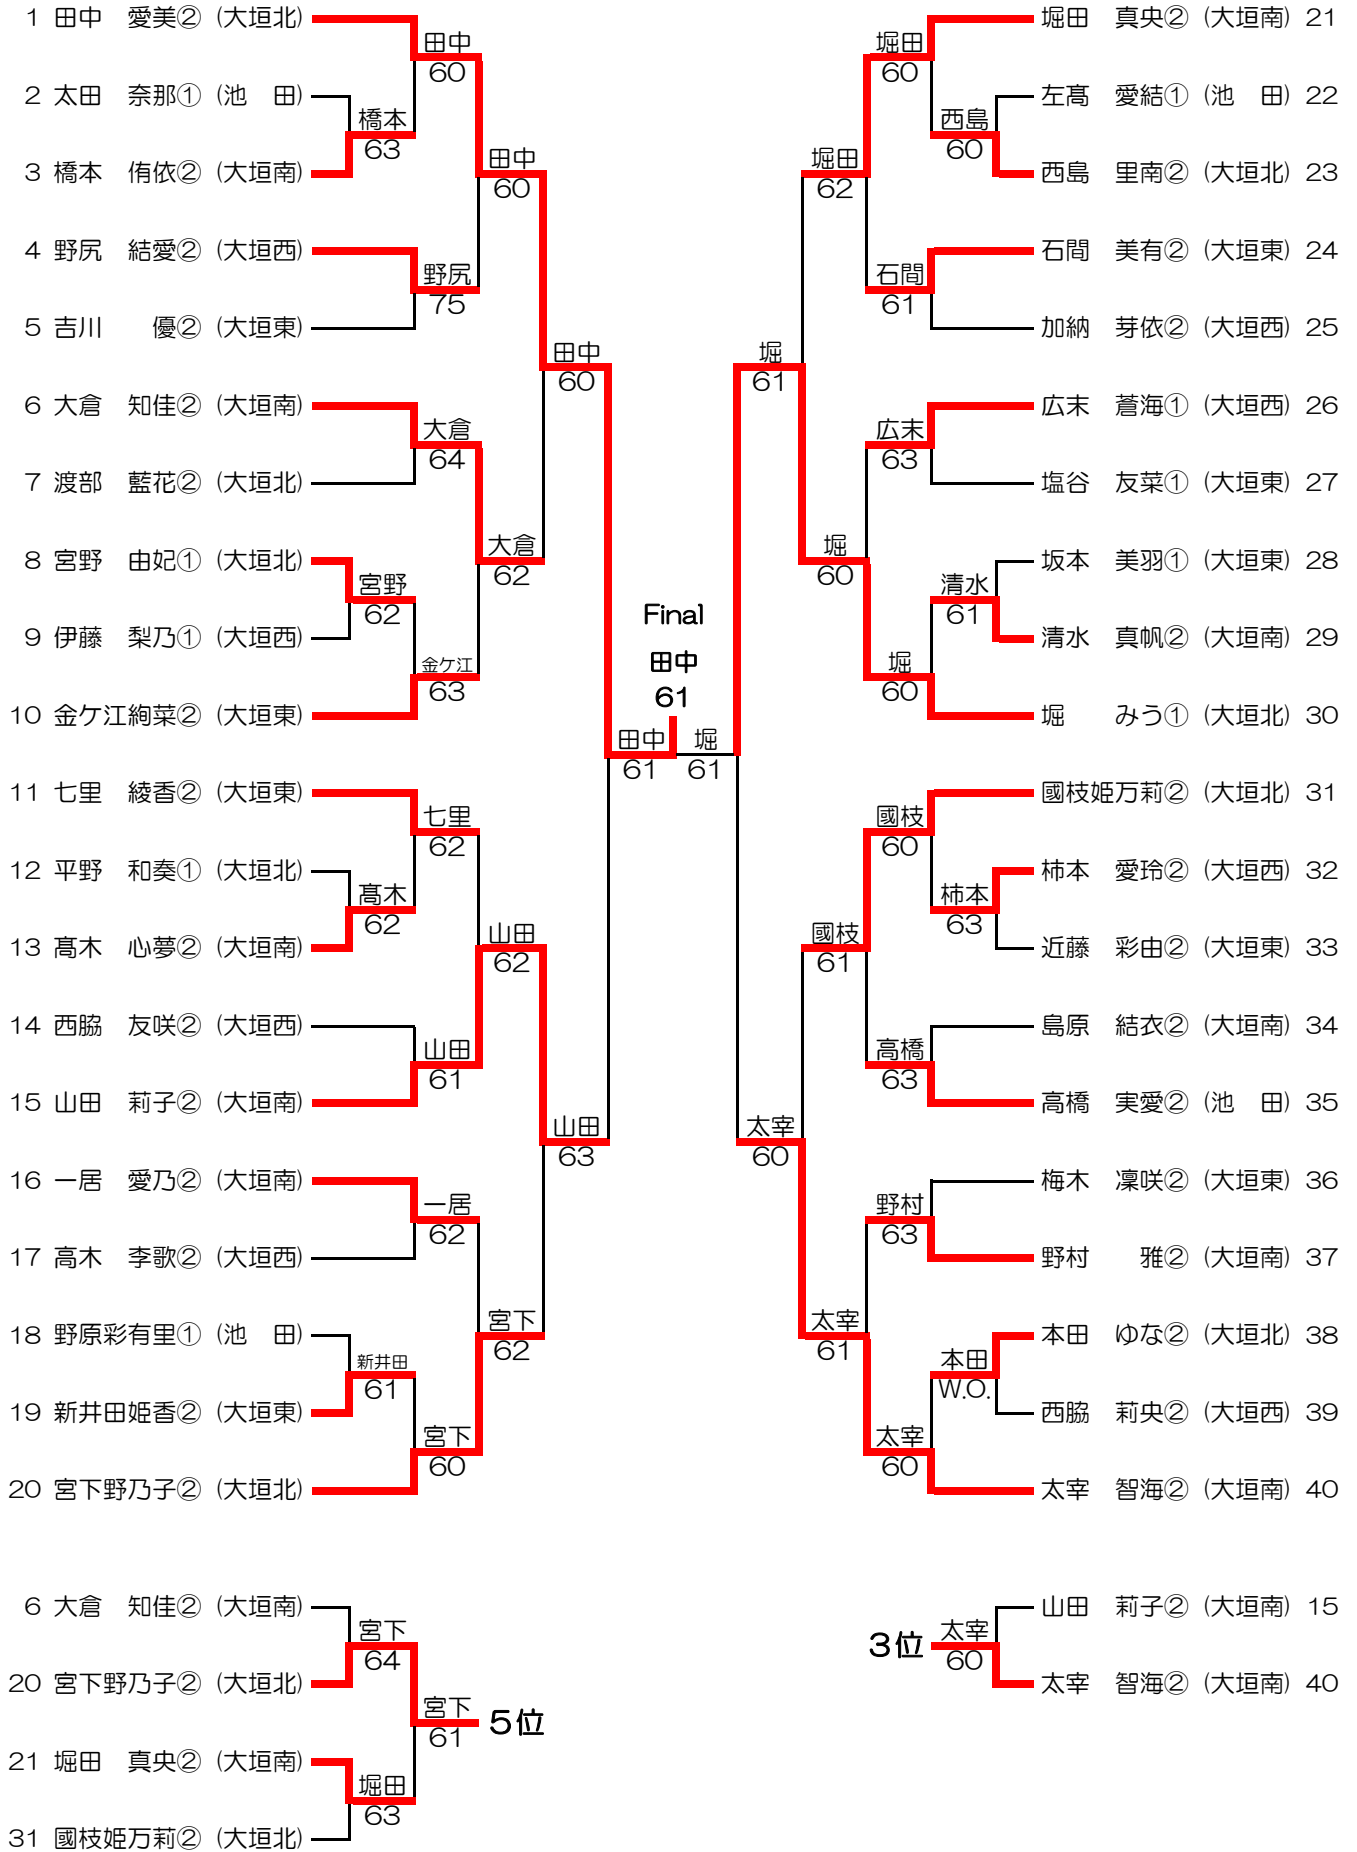 1 田中 愛美② (大垣北)
田中
60
2 太田 奈那① (池 田)
橋本
63
3 橋本 侑依② (大垣南)
田中
60
4 野尻 結愛② (大垣西)
野尻
75
5 吉川 優② (大垣東)
田中
60
6 大倉 知佳② (大垣南)
大倉
64
7 渡部 藍花② (大垣北)
大倉
62
8 宮野 由妃① (大垣北)
宮野
62
9 伊藤 梨乃① (大垣西)
金ケ江
63
10 金ケ江絢菜② (大垣東)
田中
61
11 七里 綾香② (大垣東)
七里
62
12 平野 和奏① (大垣北)
髙木
62
13 髙木 心夢② (大垣南)
山田
62
14 西脇 友咲② (大垣西)
山田
61
15 山田 莉子② (大垣南)
山田
63
16 一居 愛乃② (大垣南)
一居
62
17 高木 李歌② (大垣西)
宮下
62
18 野原彩有里① (池 田)
新井田
61
19 新井田姫香② (大垣東)
宮下
60
20 宮下野乃子② (大垣北)
Final
田中
61
堀田 真央② (大垣南) 21
堀田
60
左髙 愛結① (池 田) 22
西島
60
西島 里南② (大垣北) 23
堀田
62
石間 美有② (大垣東) 24
石間
61
加納 芽依② (大垣西) 25
堀
61
広末 蒼海① (大垣西) 26
広末
63
塩谷 友菜① (大垣東) 27
堀
60
坂本 美羽① (大垣東) 28
清水
61
清水 真帆② (大垣南) 29
堀
60
堀 みう① (大垣北) 30
堀
61
國枝姫万莉② (大垣北) 31
國枝
60
柿本 愛玲② (大垣西) 32
柿本
63
近藤 彩由② (大垣東) 33
國枝
61
島原 結衣② (大垣南) 34
高橋
63
高橋 実愛② (池 田) 35
太宰
60
梅木 凜咲② (大垣東) 36
野村
63
野村 雅② (大垣南) 37
太宰
61
本田 ゆな② (大垣北) 38
本田
W.O.
西脇 莉央② (大垣西) 39
太宰
60
太宰 智海② (大垣南) 40
6 大倉 知佳② (大垣南)
宮下
64
20 宮下野乃子② (大垣北)
宮下
61
5位
21 堀田 真央② (大垣南)
堀田
63
31 國枝姫万莉② (大垣北)
山田 莉子② (大垣南) 15
3位
太宰
60
太宰 智海② (大垣南) 40